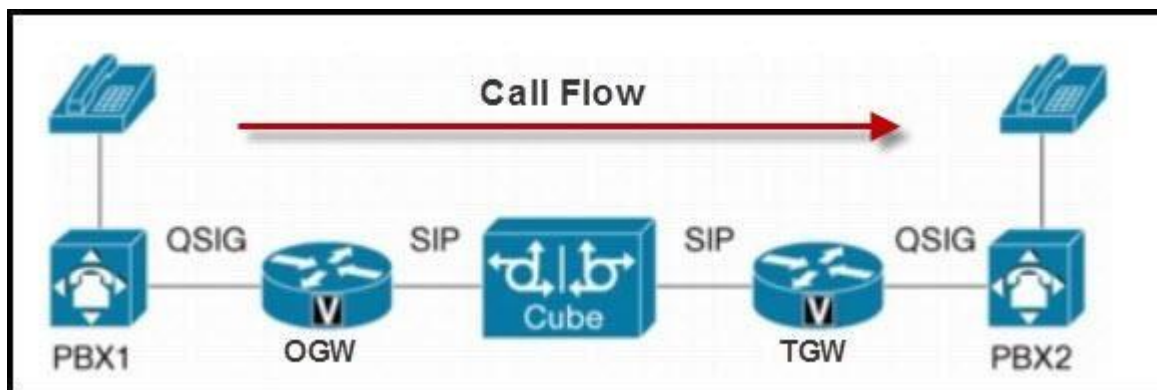 Call Flow
QSIG SIP SIP QSIG
Cube
V V
PBX1 OGW TGW PBX2